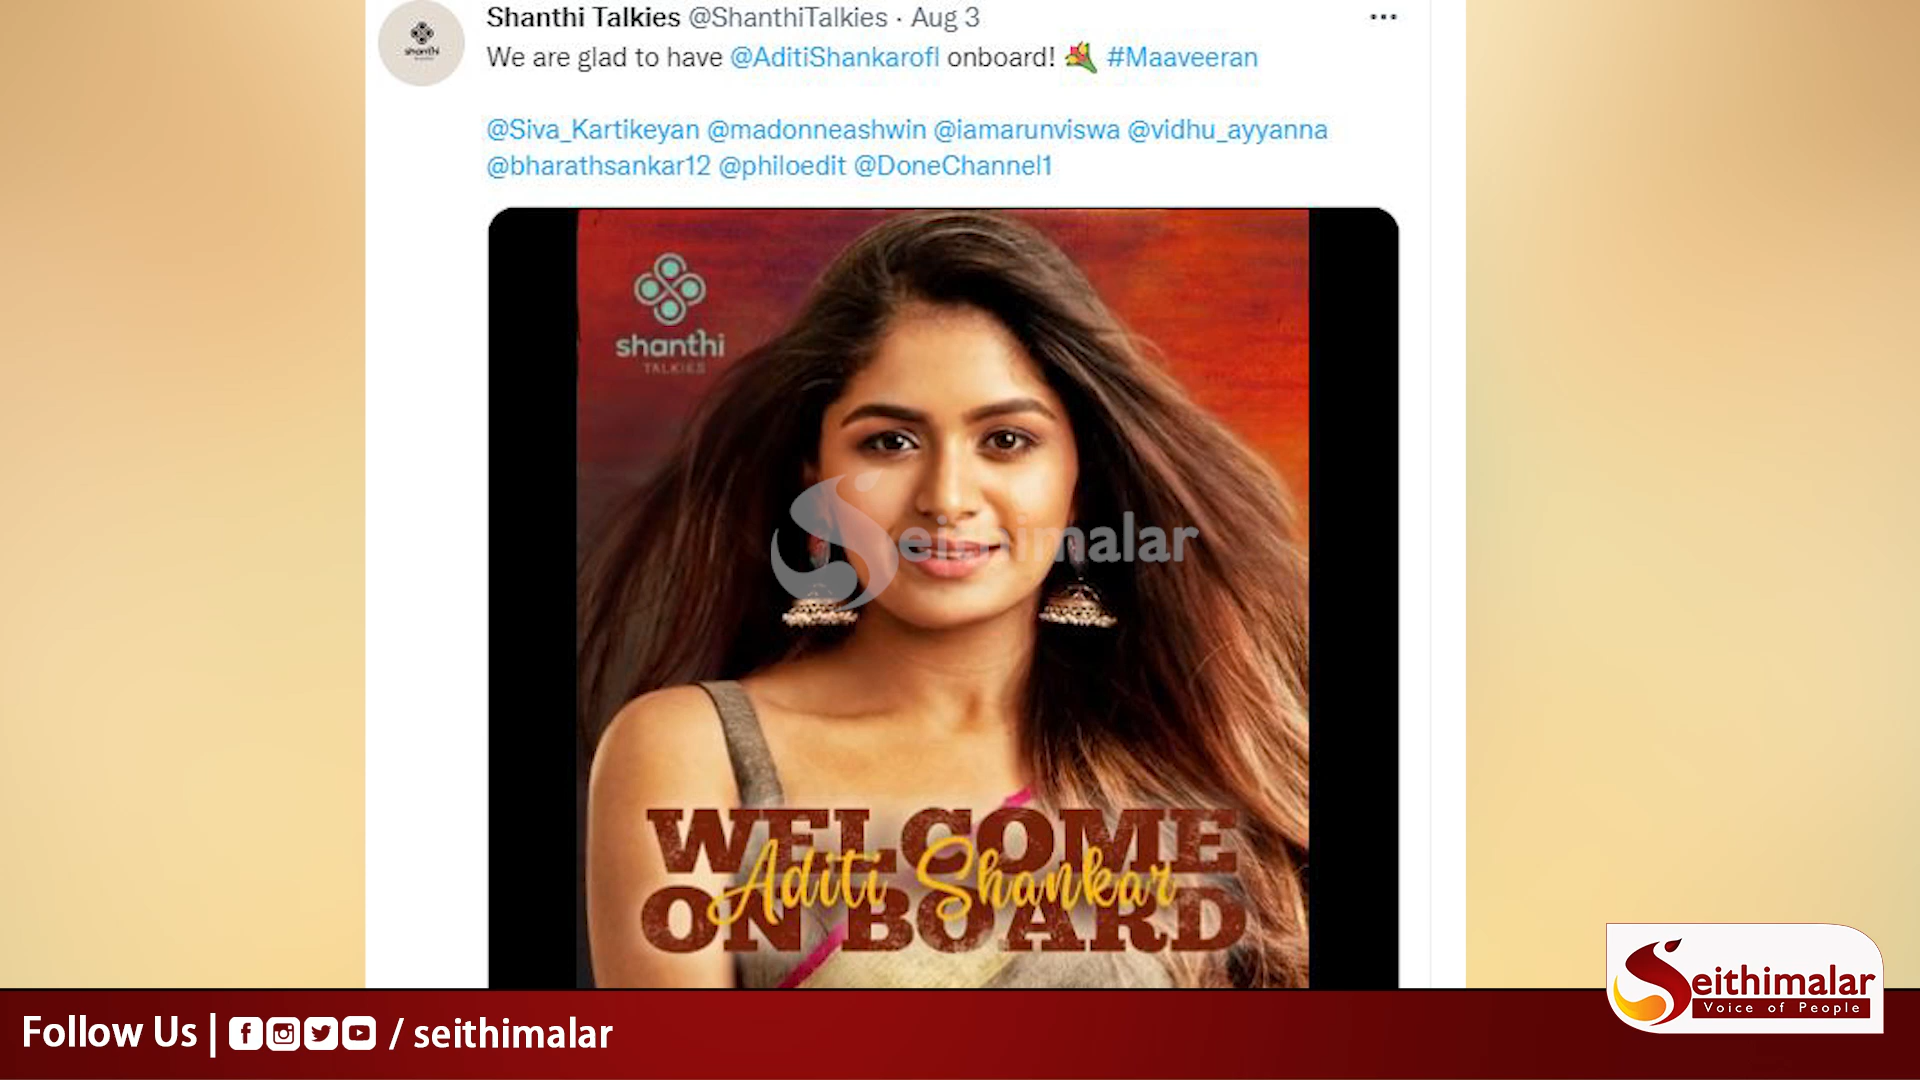 Shanthi Talkies @ShanthiTalkies · Aug 3
We are glad to have @AditiShankarofl onboard! 💐 #Maaveeran
@Siva_Kartikeyan @madonneashwin @iamarunviswa @vidhu_ayyanna
@bharathsankar12 @philoedit @DoneChannel1
shanthi
shanthi
TALKIES
Seithimalar
WELCOME
Aditi Shankar
ON BOARD
Seithimalar
Voice of People
Follow Us | / seithimalar